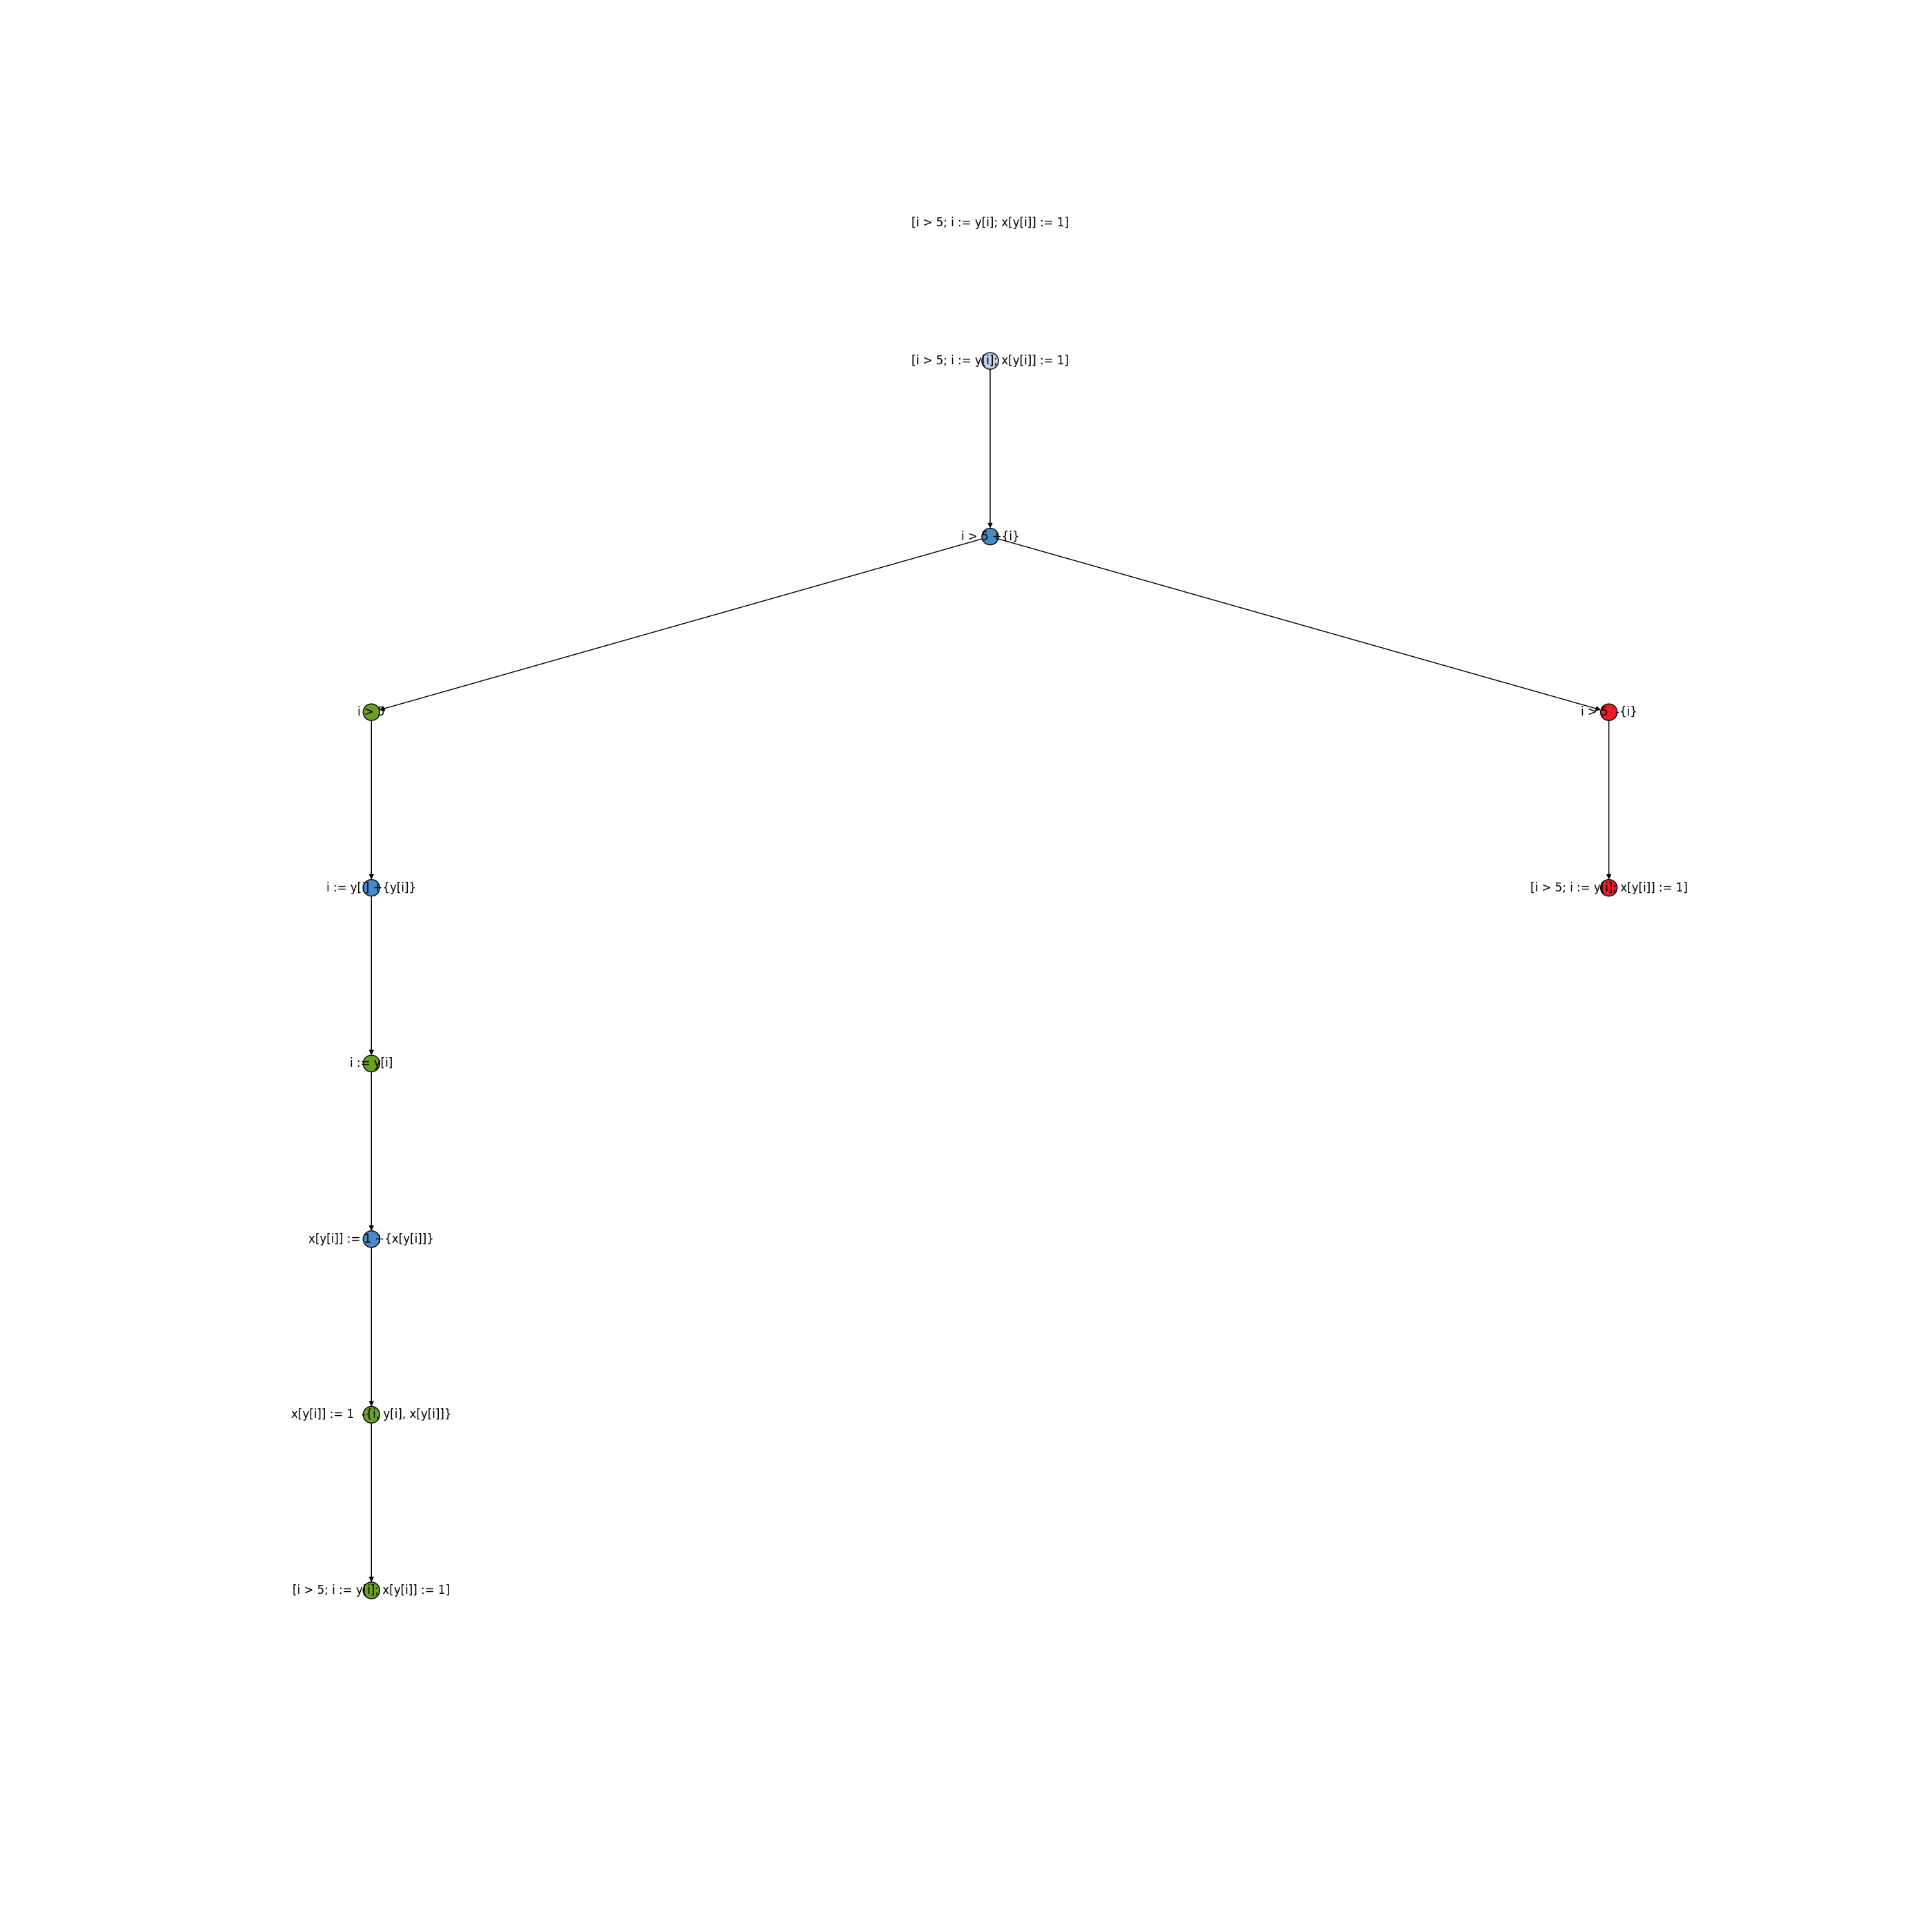 [i > 5; i := y[i]; x[y[i]] := 1]
[i > 5; i := y[i]; x[y[i]] := 1]
i > 5 +{i}
i > 5
i > 5 -{i}
i := y[i] +{y[i]}
[i > 5; i := y[i]; x[y[i]] := 1]
i := y[i]
x[y[i]] := 1 +{x[y[i]]}
x[y[i]] := 1 -{i, y[i], x[y[i]]}
[i > 5; i := y[i]; x[y[i]] := 1]